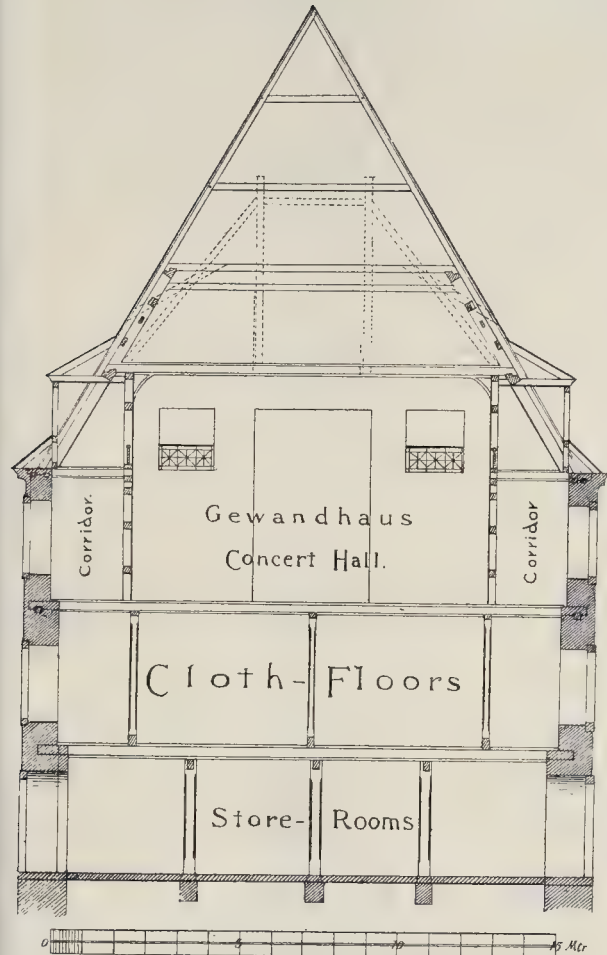 Corridor.
Gewandhaus
Concert Hall.
Corridor
Cloth-Floors
Store-Rooms
0 5 10 15 Mtr